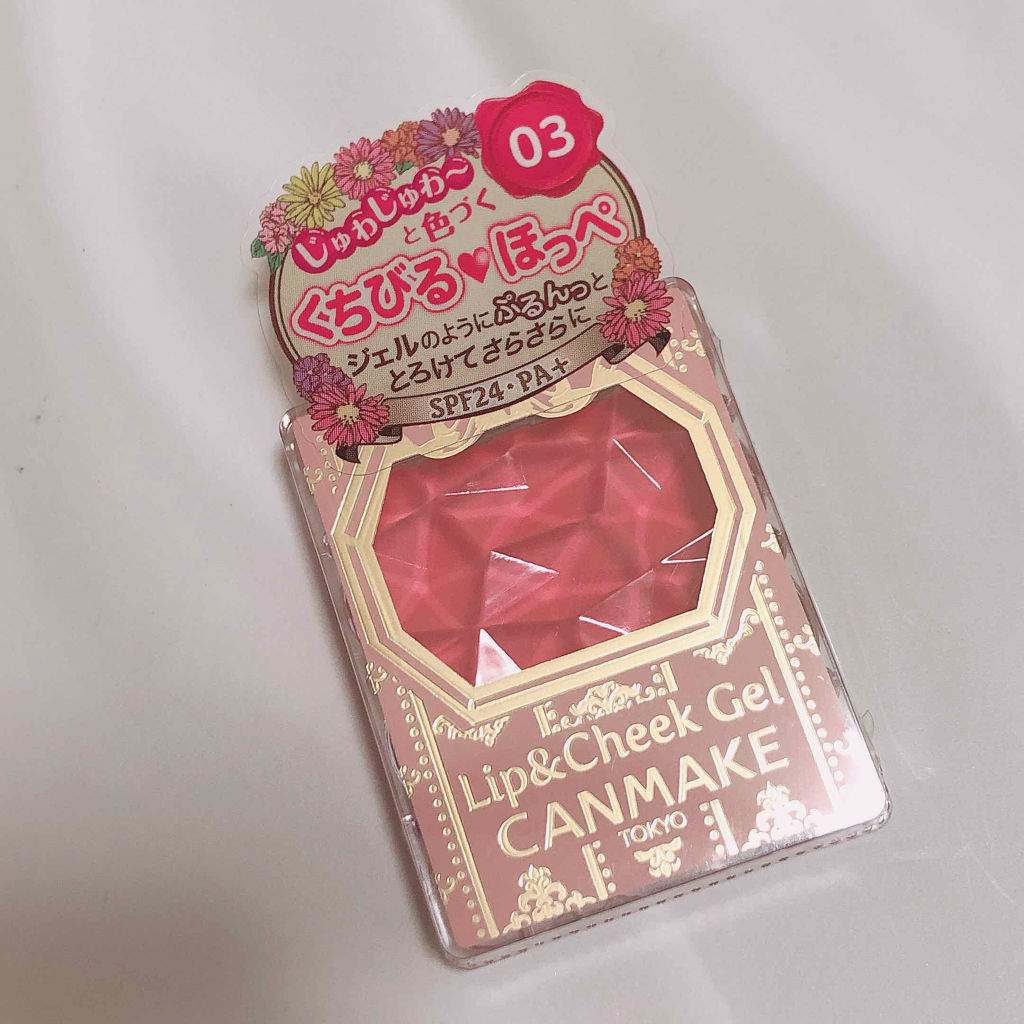 03
じゅわじゅわ～
と色づく
くちびる♥ほっぺ
ジェルのようにぷるんっと
とろけてさらさらに
SPF24・PA+
Lip&Cheek Gel
CANMAKE
TOKYO